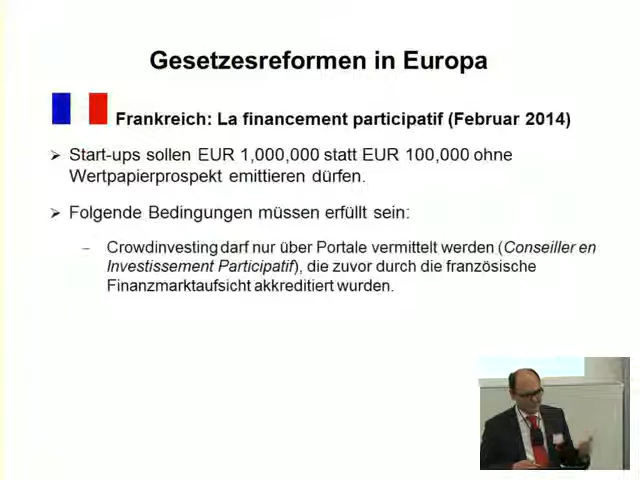 Gesetzesreformen in Europa
Frankreich: La financement participatif (Februar 2014)
Start-ups sollen EUR 1,000,000 statt EUR 100,000 ohne
Wertpapierprospekt emittieren dürfen.
Folgende Bedingungen müssen erfüllt sein:
– Crowdinvesting darf nur über Portale vermittelt werden (Conseiller en
Investissement Participatif), die zuvor durch die französische
Finanzmarktaufsicht akkreditiert wurden.